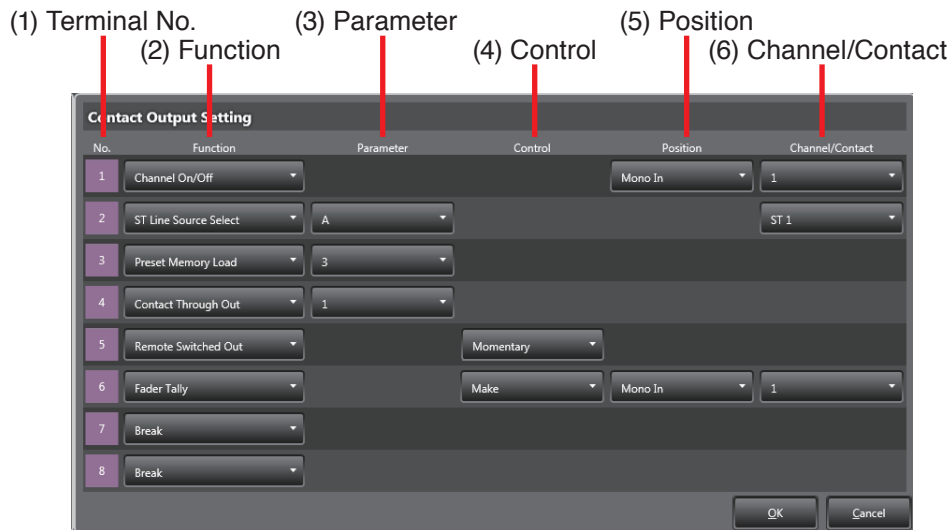 (1) Terminal No. (3) Parameter (5) Position
(2) Function (4) Control (6) Channel/Contact
Contact Output Setting
No. Function Parameter Control Position Channel/Contact
1 Channel On/Off Mono In 1
2 ST Line Source Select A ST 1
3 Preset Memory Load 3
4 Contact Through Out 1
5 Remote Switched Out Momentary
6 Fader Tally Make Mono In 1
7 Break
8 Break
OK Cancel